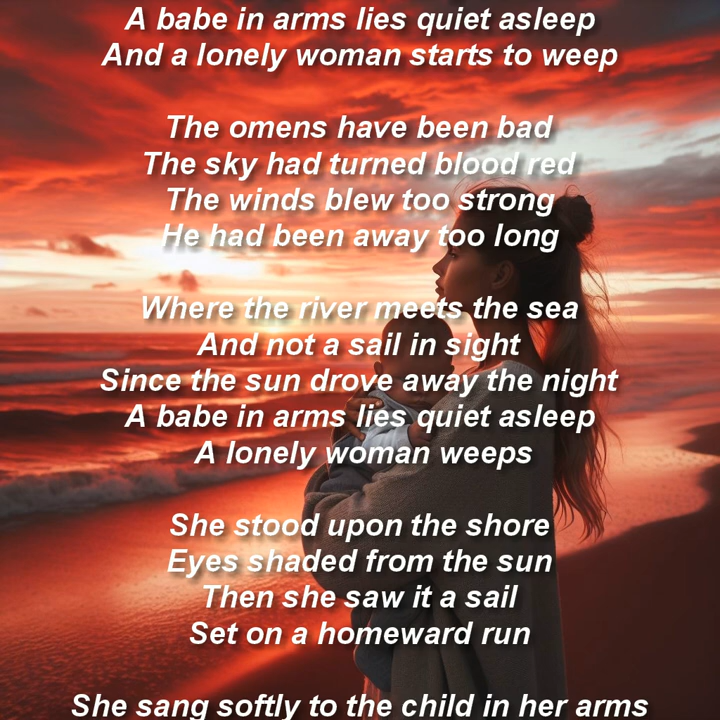 A babe in arms lies quiet asleep
And a lonely woman starts to weep
The omens have been bad
The sky had turned blood red
The winds blew too strong
He had been away too long
Where the river meets the sea
And not a sail in sight
Since the sun drove away the night
A babe in arms lies quiet asleep
A lonely woman weeps
She stood upon the shore
Eyes shaded from the sun
Then she saw it a sail
Set on a homeward run
She sang softly to the child in her arms